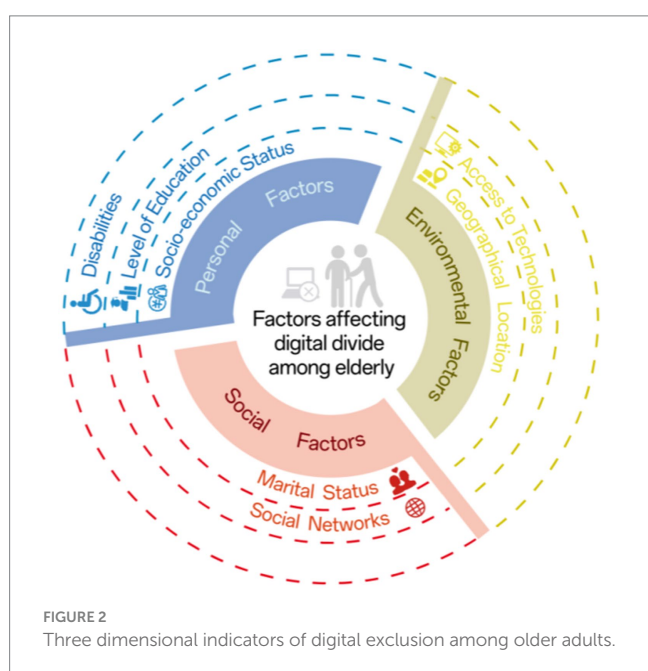 Disabilities
Level of Education
Socio-economic Status
Personal Factors
Access to Technologies
Geographical Location
Environmental Factors
Factors affecting
digital divide
among elderly
Social Factors
Marital Status
Social Networks
FIGURE 2
Three dimensional indicators of digital exclusion among older adults.